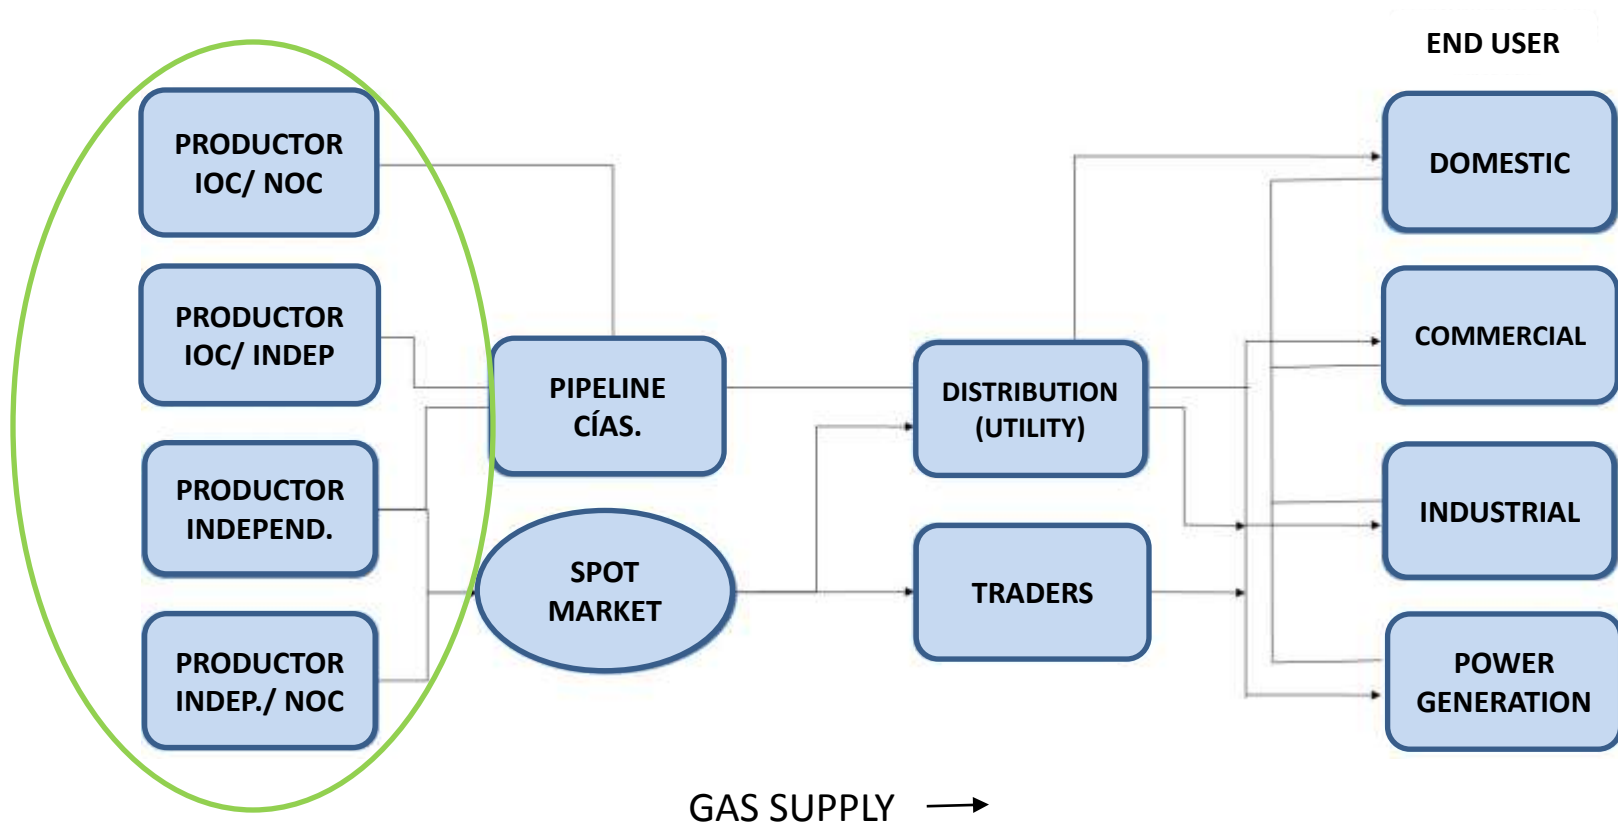 END USER
PRODUCTOR
IOC/ NOC
PRODUCTOR
IOC/ INDEP
PRODUCTOR
INDEPEND.
PRODUCTOR
INDEP./ NOC
PIPELINE
CÍAS.
SPOT
MARKET
DISTRIBUTION
(UTILITY)
TRADERS
DOMESTIC
COMMERCIAL
INDUSTRIAL
POWER
GENERATION
GAS SUPPLY